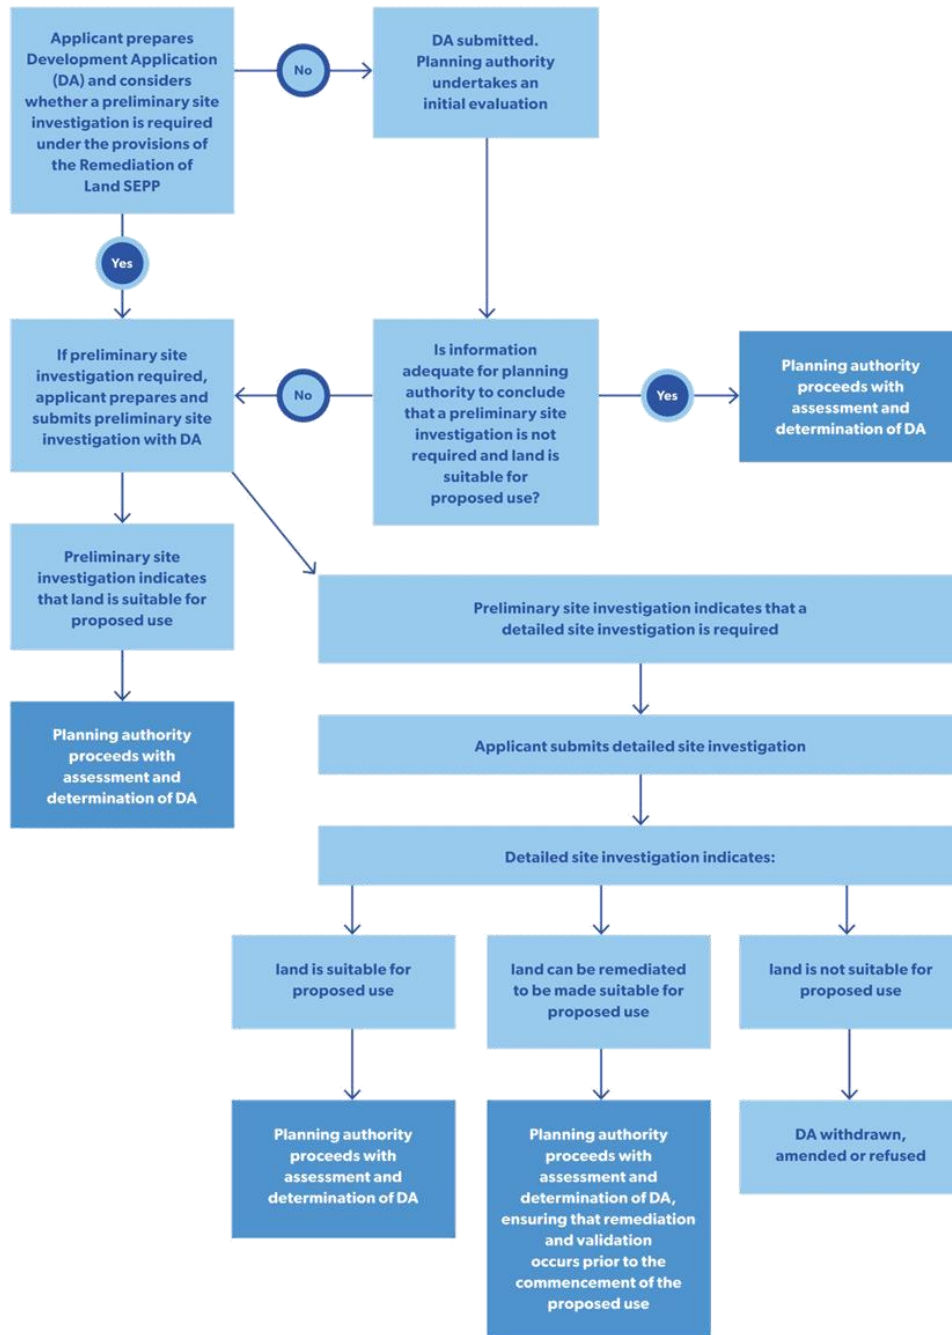 Applicant prepares
Development Application
(DA) and considers
whether a preliminary site
investigation is required
under the provisions of
the Remediation of
Land SEPP
No
DA submitted.
Planning authority
undertakes an
initial evaluation
Yes
If preliminary site
investigation required,
applicant prepares and
submits preliminary site
investigation with DA
No
Is information
adequate for planning
authority to conclude
that a preliminary site
investigation is not
required and land is
suitable for
proposed use?
Yes
Planning authority
proceeds with
assessment and
determination of DA
Preliminary site
investigation indicates
that land is suitable for
proposed use
Planning authority
proceeds with
assessment and
determination of DA
Preliminary site investigation indicates that a
detailed site investigation is required
Applicant submits detailed site investigation
Detailed site investigation indicates:
land is suitable for
proposed use
land can be remediated
to be made suitable for
proposed use
land is not suitable for
proposed use
Planning authority
proceeds with
assessment and
determination of DA
Planning authority
proceeds with
assessment and
determination of DA,
ensuring that remediation
and validation
occurs prior to the
commencement of the
proposed use
DA withdrawn,
amended or refused